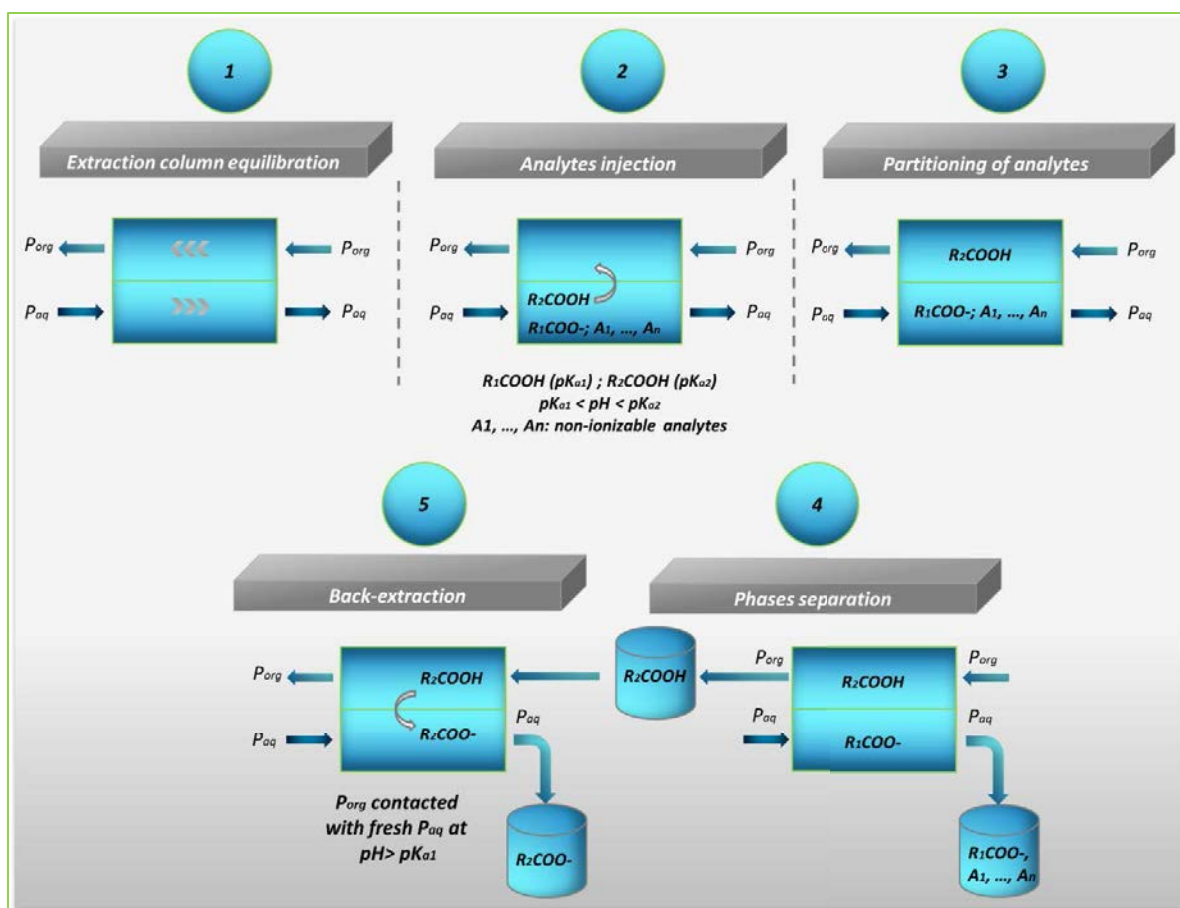 1
2
3
Extraction column equilibration
Analytes injection
Partitioning of analytes
Porg
Porg
Paq
Paq
Porg
Porg
R2COOH
R1COO-; A1, ..., An
Paq
Paq
Porg
Porg
R2COOH
R1COO-; A1, ..., An
Paq
Paq
R1COOH (pKa1) ; R2COOH (pKa2)
pKa1 < pH < pKa2
A1, ..., An: non-ionizable analytes
5
4
Back-extraction
Phases separation
Porg
R2COOH
R2COO-
Paq
Paq
Porg contacted
with fresh Paq at
pH> pKa1
R2COO-
R2COOH
Porg
Porg
R2COOH
Paq
Paq
R1COO-
R1COO-,
A1, ..., An